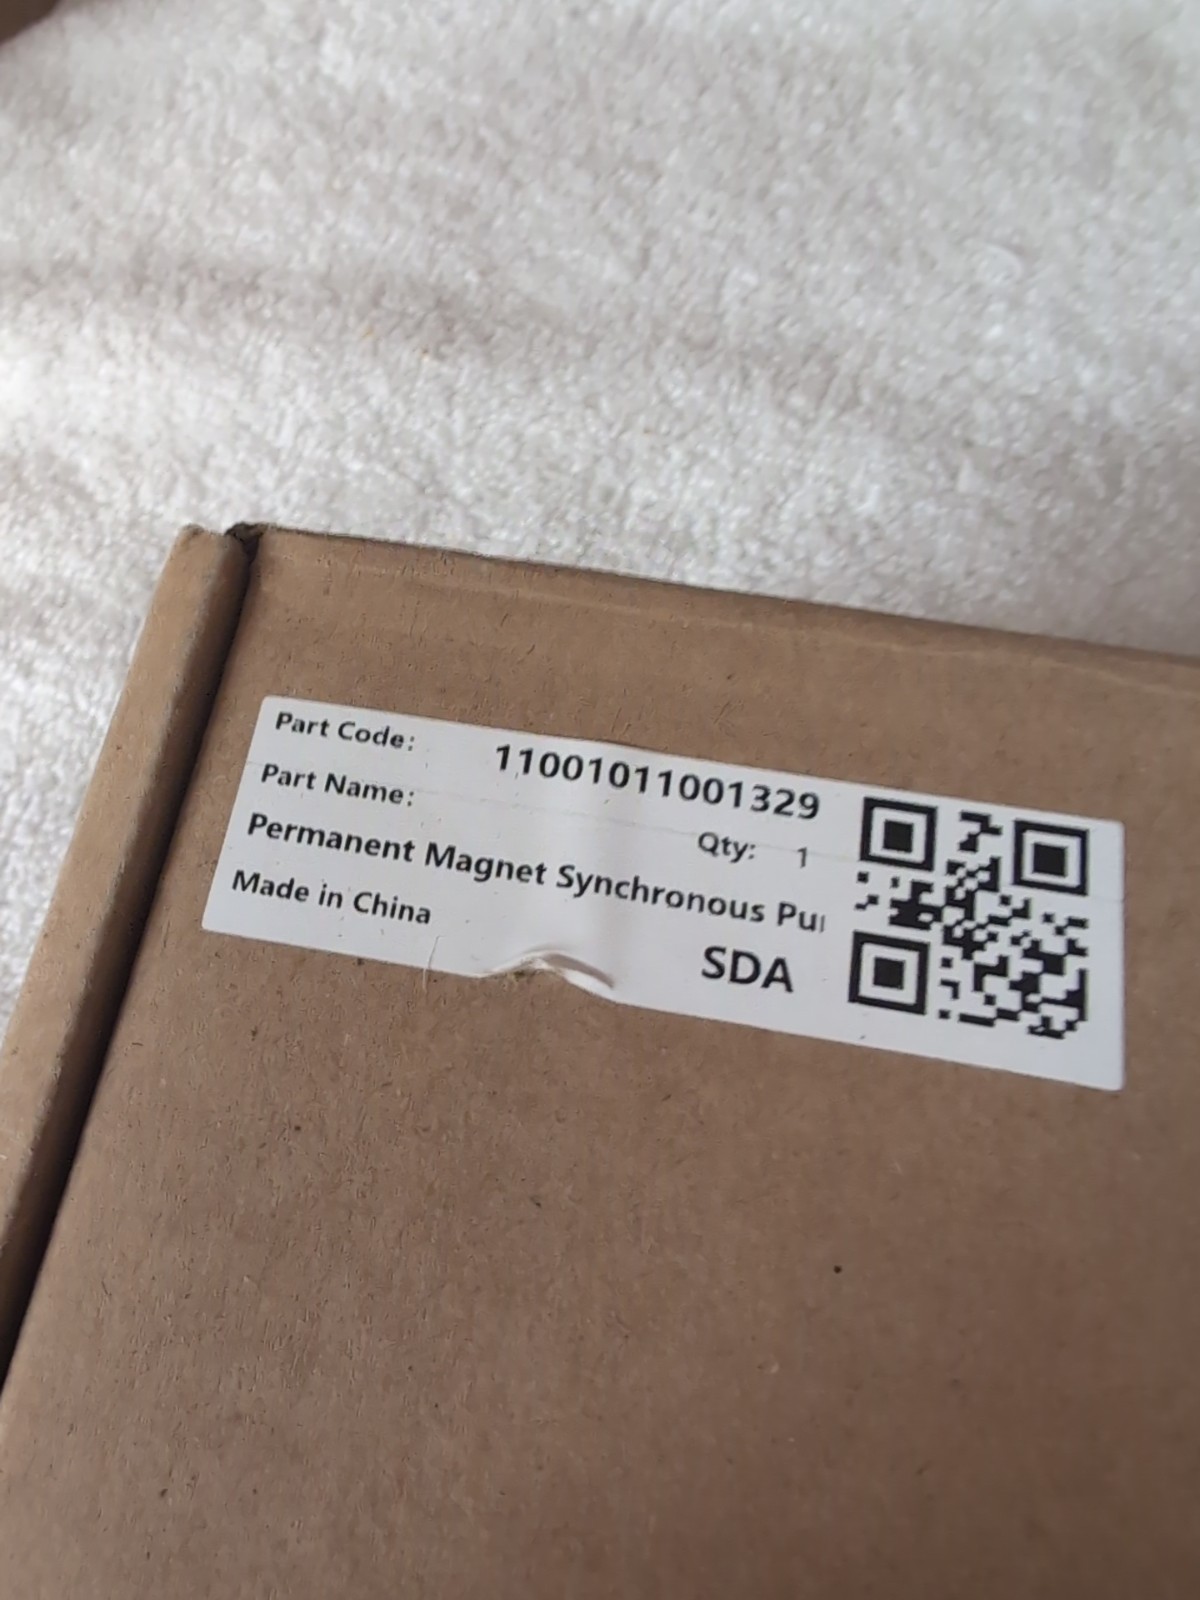 Part Code: 11001011001329
Part Name:
Qty: 1
Permanent Magnet Synchronous
Made in China
SDA